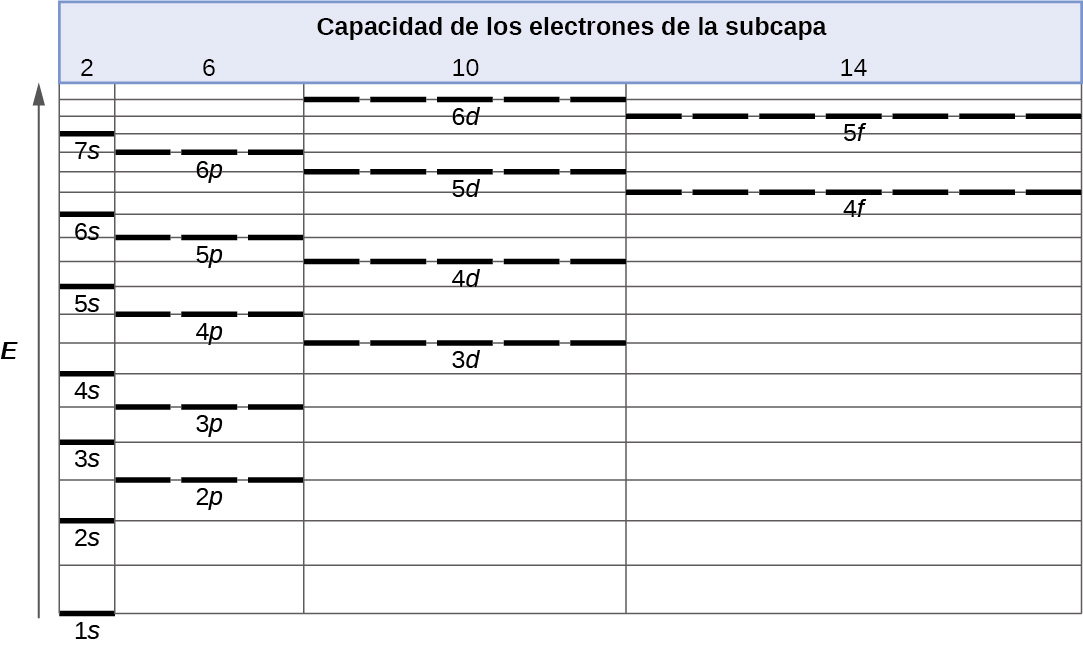 Capacidad de los electrones de la subcapa
2 6 10 14
6d
5f
7s
6p
5d
4f
6s
5p
4d
5s
4p
E
3d
4s
3p
3s
2p
2s
1s